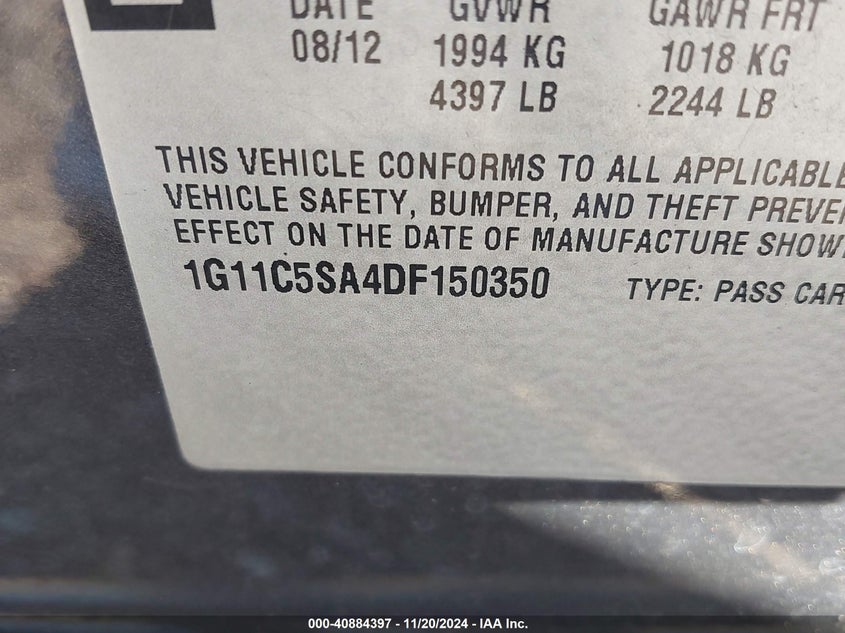 DATE GVWR GAWR FRT
08/12 1994 KG 1018 KG
4397 LB 2244 LB
THIS VEHICLE CONFORMS TO ALL APPLICABLE
VEHICLE SAFETY, BUMPER, AND THEFT PREVE
EFFECT ON THE DATE OF MANUFACTURE SHOW
1G11C5SA4DF150350 TYPE: PASS CAR
000-40884397 - 11/20/2024 - IAA Inc.